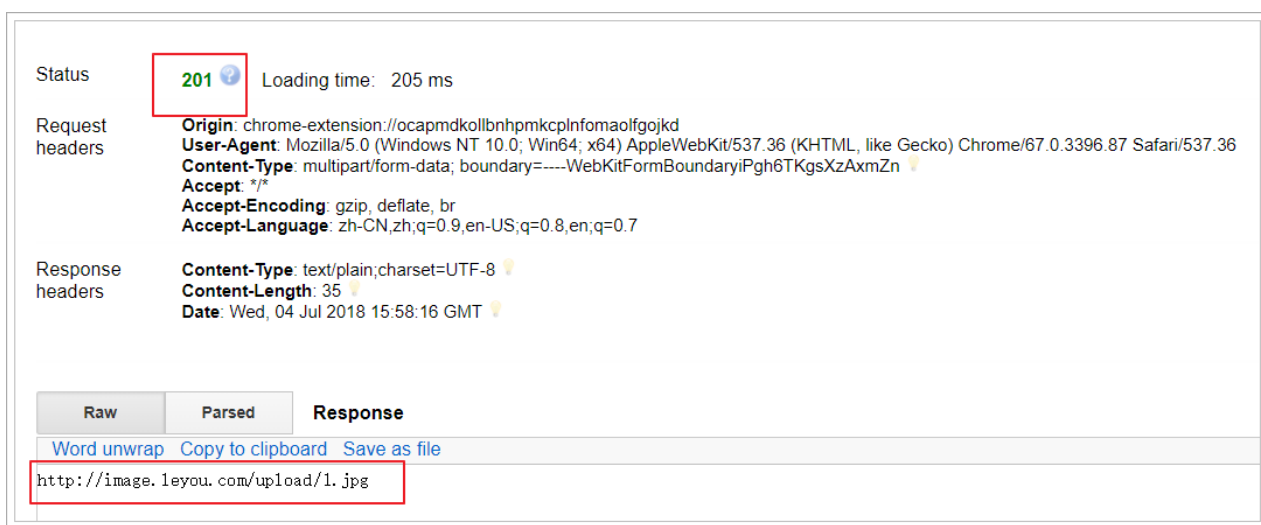 Status 201 ? Loading time: 205 ms
Request headers
Origin: chrome-extension://ocapmdkollbnhpmkcplnfomaolfgojkd
User-Agent: Mozilla/5.0 (Windows NT 10.0; Win64; x64) AppleWebKit/537.36 (KHTML, like Gecko) Chrome/67.0.3396.87 Safari/537.36
Content-Type: multipart/form-data; boundary=----WebKitFormBoundaryiPgh6TKgsXzAxmZn
Accept: */*
Accept-Encoding: gzip, deflate, br
Accept-Language: zh-CN,zh;q=0.9,en-US;q=0.8,en;q=0.7
Response headers
Content-Type: text/plain;charset=UTF-8
Content-Length: 35
Date: Wed, 04 Jul 2018 15:58:16 GMT
Raw Parsed Response
Word unwrap Copy to clipboard Save as file
http://image.leyou.com/upload/1.jpg